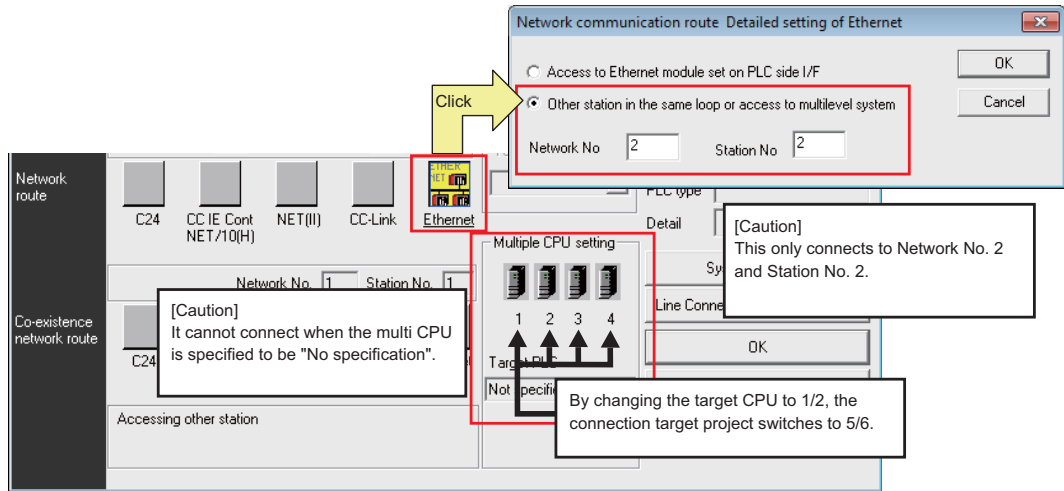 Network communication route Detailed setting of Ethernet
Access to Ethernet module set on PLC side I/F
OK
Click
Other station in the same loop or access to multilevel system
Cancel
Network No 2 Station No 2
Network
route
C24
CC IE Cont
NET/10(H)
NET(II)
CC-Link
ETHER
NET
Ethernet
PLC type
Detail
[Caution]
This only connects to Network No. 2
and Station No. 2.
Multiple CPU setting
1 2 3 4
Target PLC
Network No. 1 Station No. 1
[Caution]
It cannot connect when the multi CPU
is specified to be "No specification".
Co-existence
network route
C24
Line Conne
OK
By changing the target CPU to 1/2, the
connection target project switches to 5/6.
Accessing other station